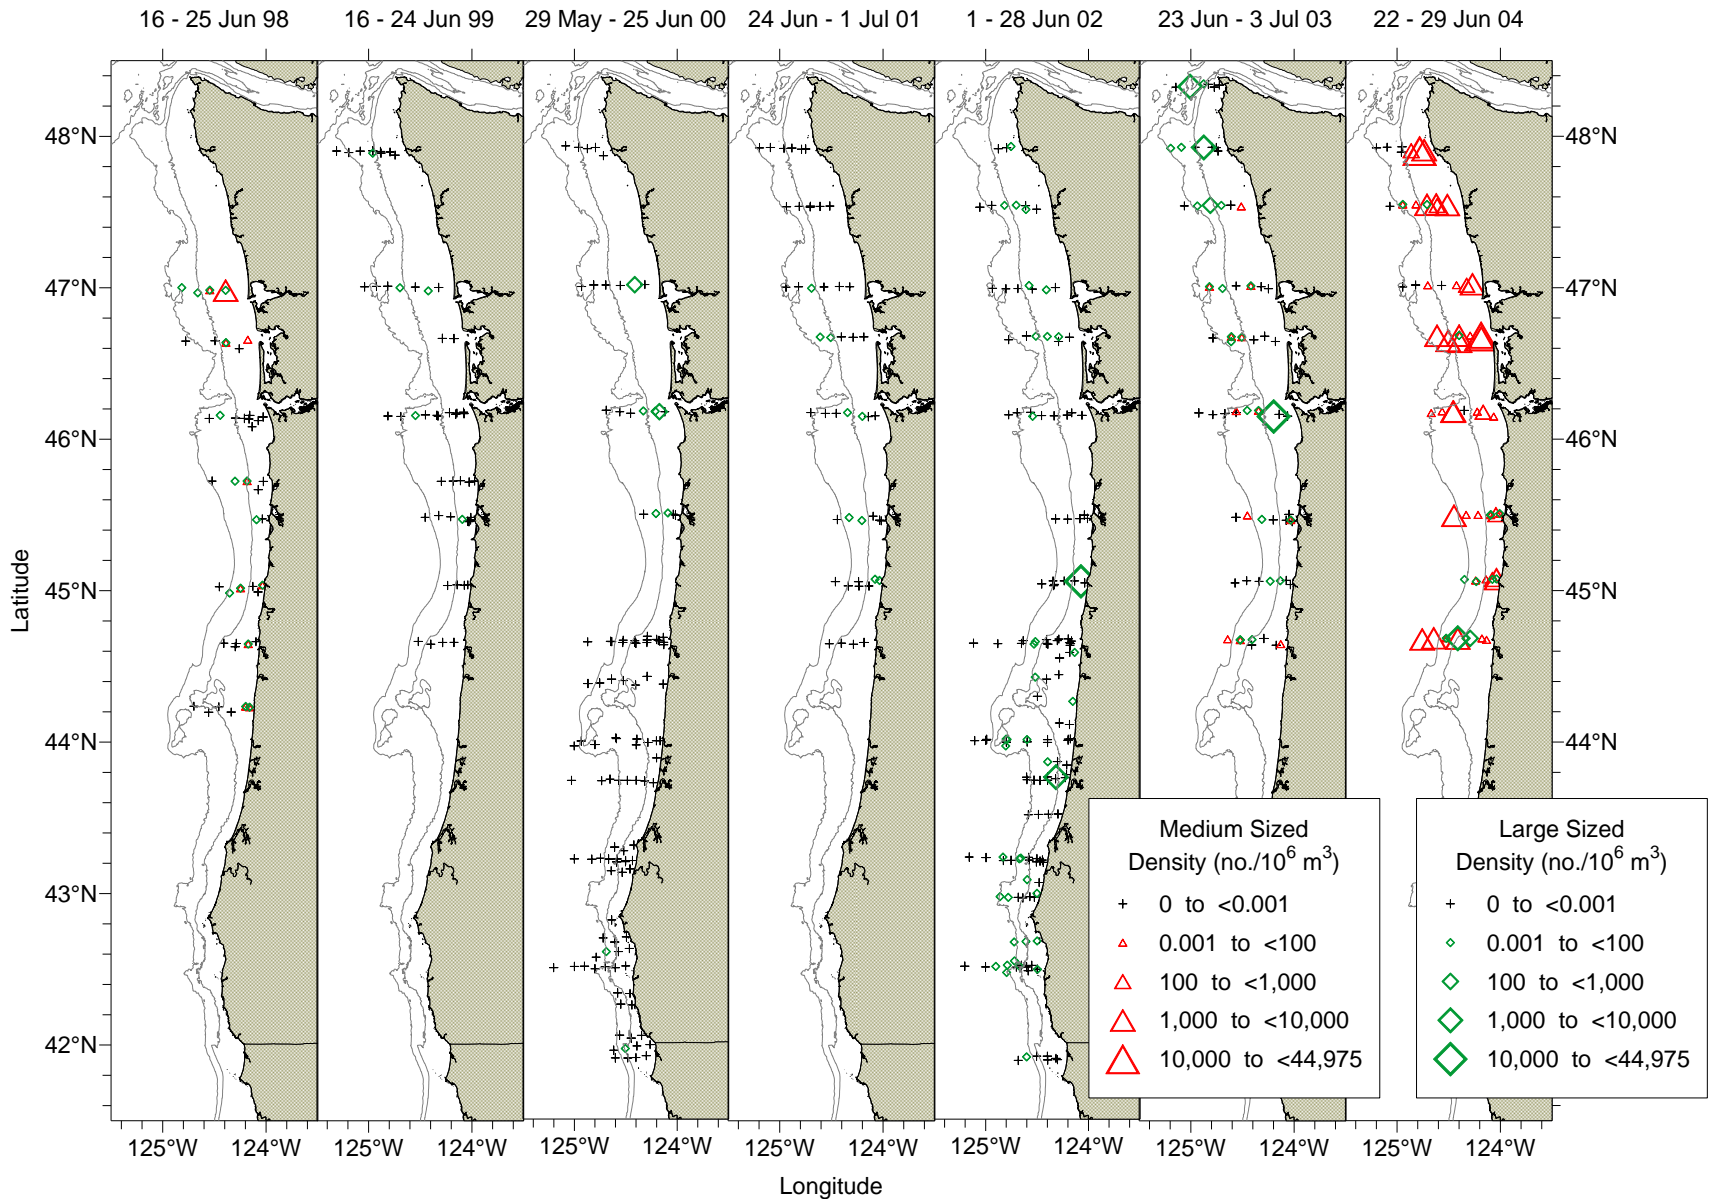 16 - 25 Jun 98
16 - 24 Jun 99
29 May - 25 Jun 00
24 Jun - 1 Jul 01
1 - 28 Jun 02
23 Jun - 3 Jul 03
22 - 29 Jun 04
48°N
47°N
46°N
45°N
44°N
43°N
42°N
Latitude
48°N
47°N
46°N
45°N
44°N
Medium Sized
Density (no./10⁶ m³)
0 to <0.001
0.001 to <100
100 to <1,000
1,000 to <10,000
10,000 to <44,975
Large Sized
Density (no./10⁶ m³)
0 to <0.001
0.001 to <100
100 to <1,000
1,000 to <10,000
10,000 to <44,975
125°W 124°W 125°W 124°W 125°W 124°W 125°W 124°W 125°W 124°W 125°W 124°W 125°W 124°W
Longitude